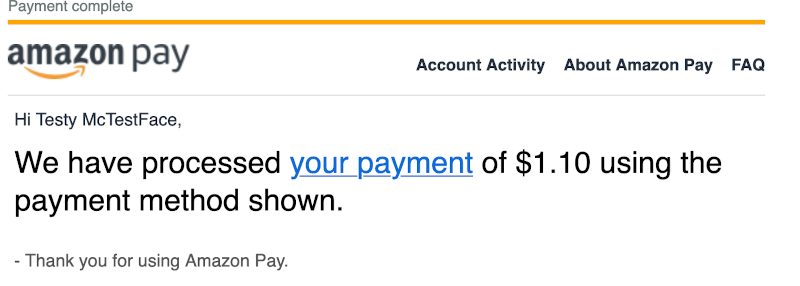 Payment complete
amazon pay
Account Activity About Amazon Pay FAQ
Hi Testy McTestFace,
We have processed your payment of $1.10 using the
payment method shown.
- Thank you for using Amazon Pay.